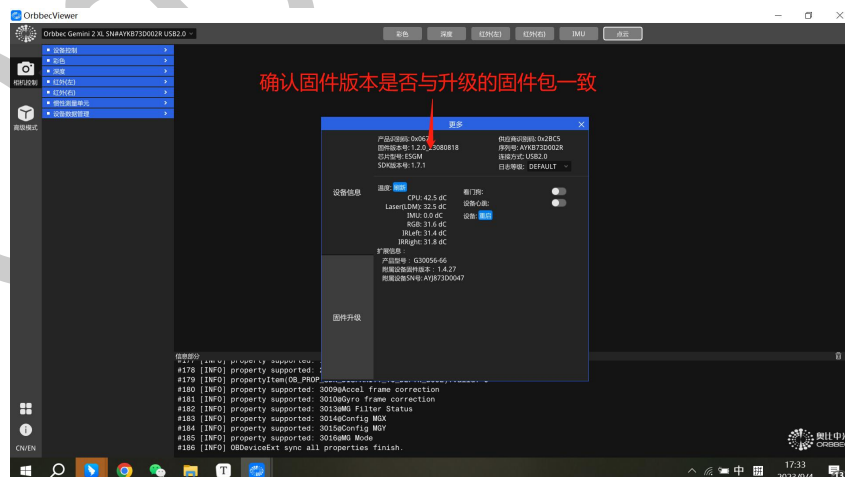 OrbbecViewer
Orbbec Gemini 2 XL SN#AYKB73D002R USB2.0
彩色 深度 红外(左) 红外(右) IMU 点云
设备控制
彩色
深度
红外(左)
红外(右)
惯性测量单元
设备数据管理
相机控制
高级模式
确认固件版本是否与升级的固件包一致
更多
产品识别码: 0x067
供应商识别码: 0x2BC5
固件版本号: 1.2.0_23080818
序列号: AYKB73D002R
芯片型号: ESGM
连接方式: USB2.0
SDK版本号: 1.7.1
日志等级: DEFAULT
设备信息
温度: 刷新
CPU: 42.5 dC
Laser(LDM): 32.5 dC
IMU: 0.0 dC
RGB: 31.6 dC
IRLeft: 31.4 dC
IRRight: 31.8 dC
看门狗:
设备心跳:
设备: 重启
扩展信息 :
产品型号 : G30056-66
附属设备固件版本 : 1.4.27
附属设备SN号: AYJ873D0047
固件升级
信息部分
#178 [INFO] property supported:
#179 [INFO] propertyItem(OB_PROP
#180 [INFO] property supported: 3009@Accel frame correction
#181 [INFO] property supported: 3010@Gyro frame correction
#182 [INFO] property supported: 3013@MG Filter Status
#183 [INFO] property supported: 3014@Config MGX
#184 [INFO] property supported: 3015@Config MGY
#185 [INFO] property supported: 3016@MG Mode
#186 [INFO] OBDeviceExt sync all properties finish.
CN/EN
奥比中
ORBBE
中
17:33
2023/9/4